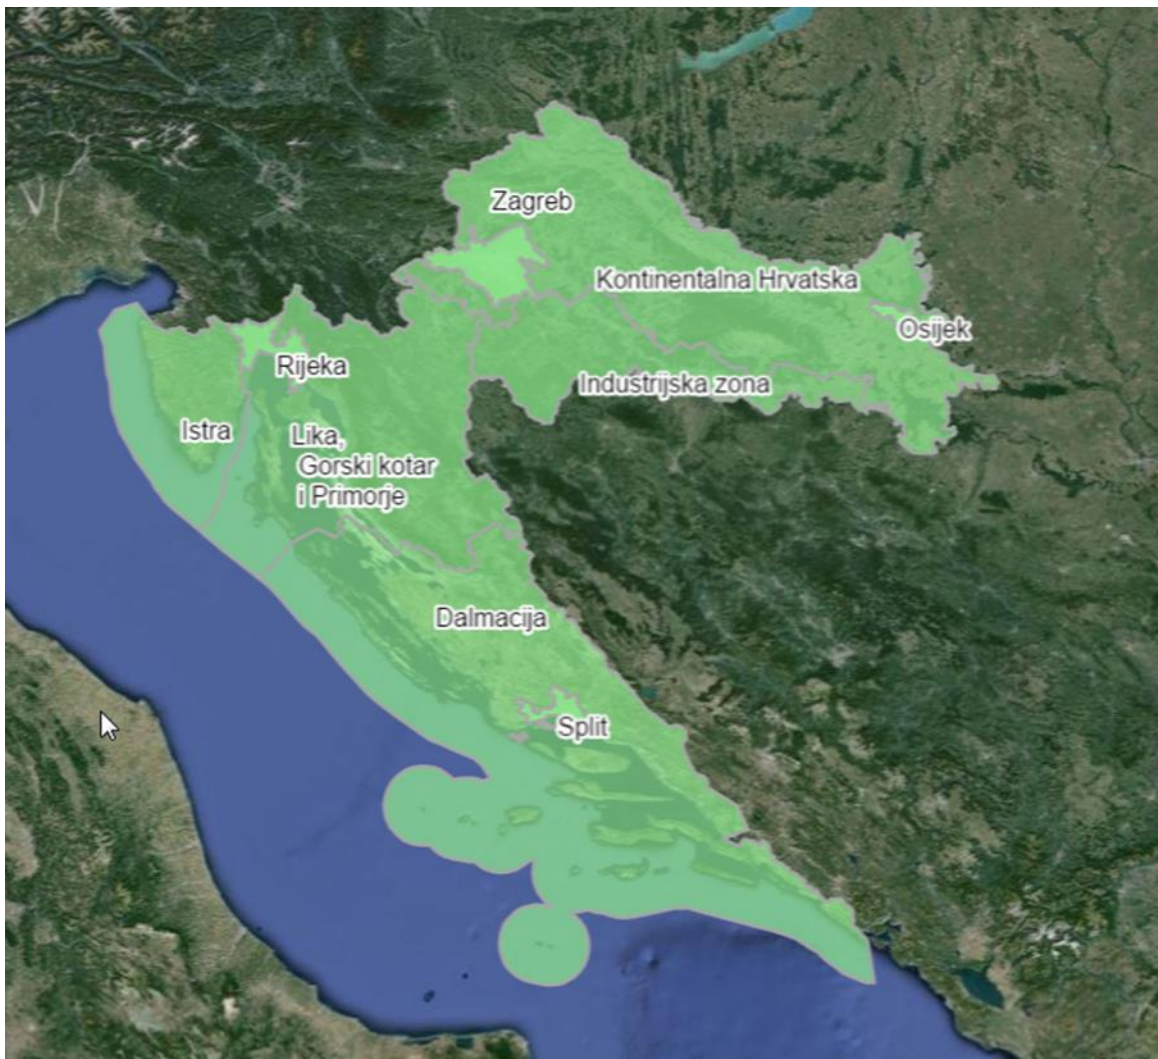 Zagreb
Kontinentalna Hrvatska
Osijek
Rijeka
Industrijska zona
Istra
Lika,
Gorski kotar
i Primorje
Dalmacija
Split